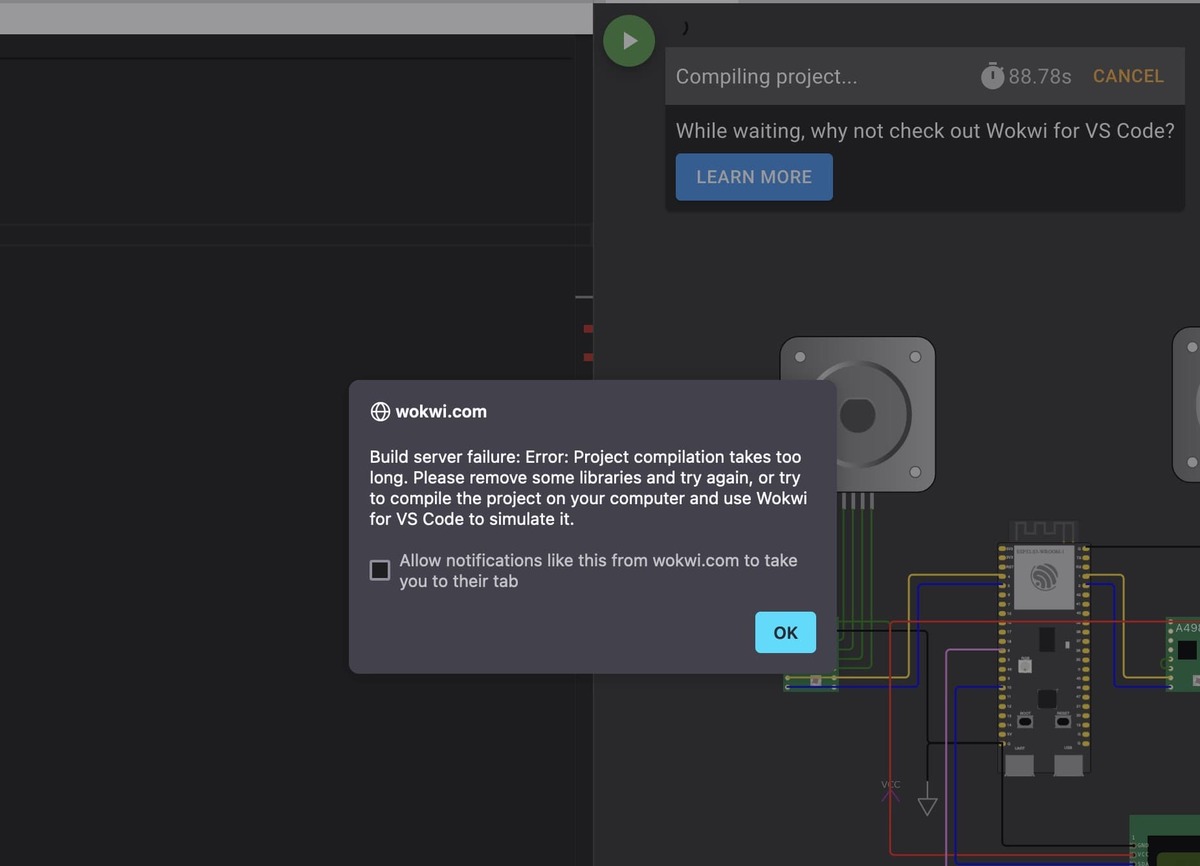 Compiling project...
88.78s
CANCEL
While waiting, why not check out Wokwi for VS Code?
LEARN MORE
wokwi.com
Build server failure: Error: Project compilation takes too
long. Please remove some libraries and try again, or try
to compile the project on your computer and use Wokwi
for VS Code to simulate it.
Allow notifications like this from wokwi.com to take
you to their tab
OK
VCC
GND
VCC